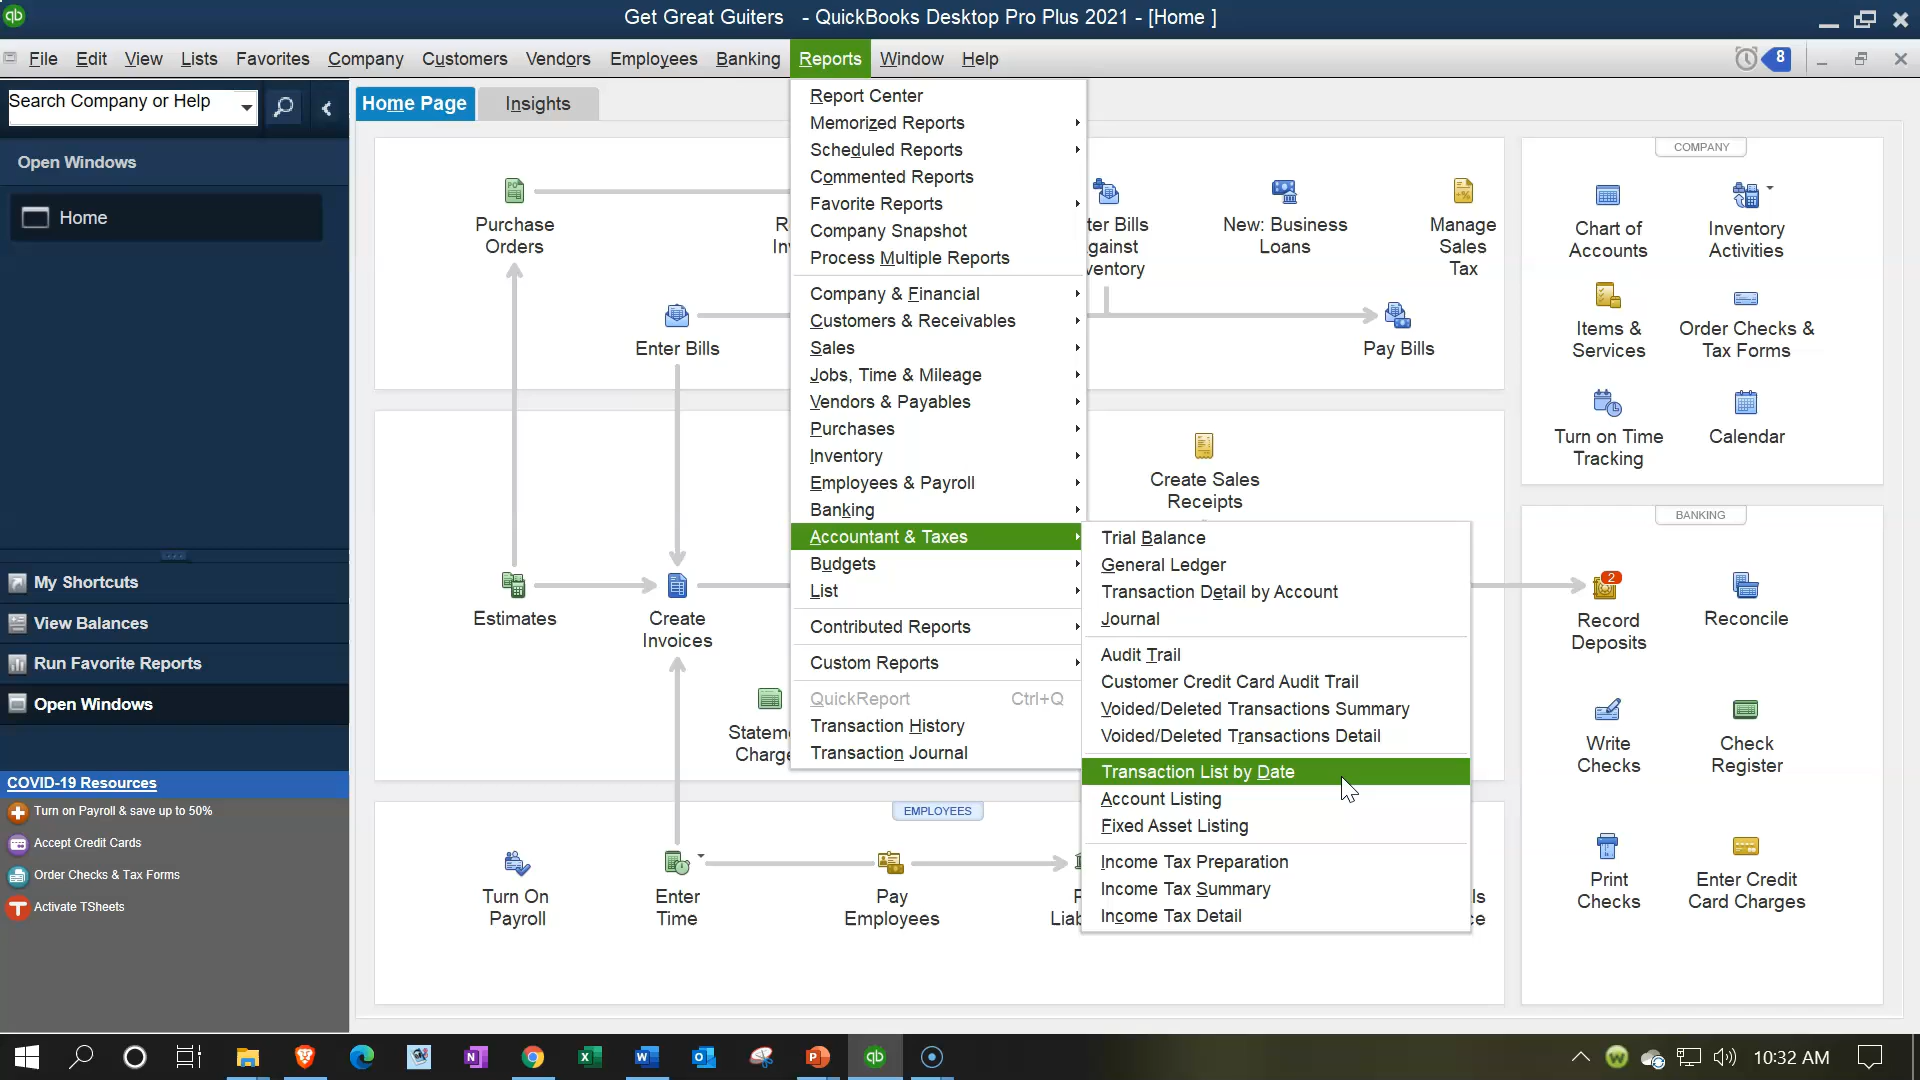 qb
Get Great Guiters - QuickBooks Desktop Pro Plus 2021 - [Home ]
File Edit View Lists Favorites Company Customers Vendors Employees Banking Reports Window Help
8
Search Company or Help
Home Page
Insights
Open Windows
Home
My Shortcuts
View Balances
Run Favorite Reports
Open Windows
COVID-19 Resources
Turn on Payroll & save up to 50%
Accept Credit Cards
Order Checks & Tax Forms
Activate TSheets
Report Center
Memorized Reports
Scheduled Reports
Commented Reports
Favorite Reports
Company Snapshot
Process Multiple Reports
Company & Financial
Customers & Receivables
Sales
Jobs, Time & Mileage
Vendors & Payables
Purchases
Inventory
Employees & Payroll
Banking
Accountant & Taxes
Budgets
List
Contributed Reports
Custom Reports
QuickReport Ctrl+Q
Transaction History
Transaction Journal
Trial Balance
General Ledger
Transaction Detail by Account
Journal
Audit Trail
Customer Credit Card Audit Trail
Voided/Deleted Transactions Summary
Voided/Deleted Transactions Detail
Transaction List by Date
Account Listing
Fixed Asset Listing
Income Tax Preparation
Income Tax Summary
Income Tax Detail
Purchase
Orders
Bills
New: Business
Loans
Manage
Sales
Tax
Enter Bills
Pay Bills
Create Sales
Receipts
Estimates
Create
Invoices
EMPLOYEES
Turn On
Payroll
Enter
Time
Pay
Employees
COMPANY
Chart of
Accounts
Inventory
Activities
Items &
Services
Order Checks &
Tax Forms
Turn on Time
Tracking
Calendar
BANKING
2
Record
Deposits
Reconcile
Write
Checks
Check
Register
Print
Checks
Enter Credit
Card Charges
10:32 AM